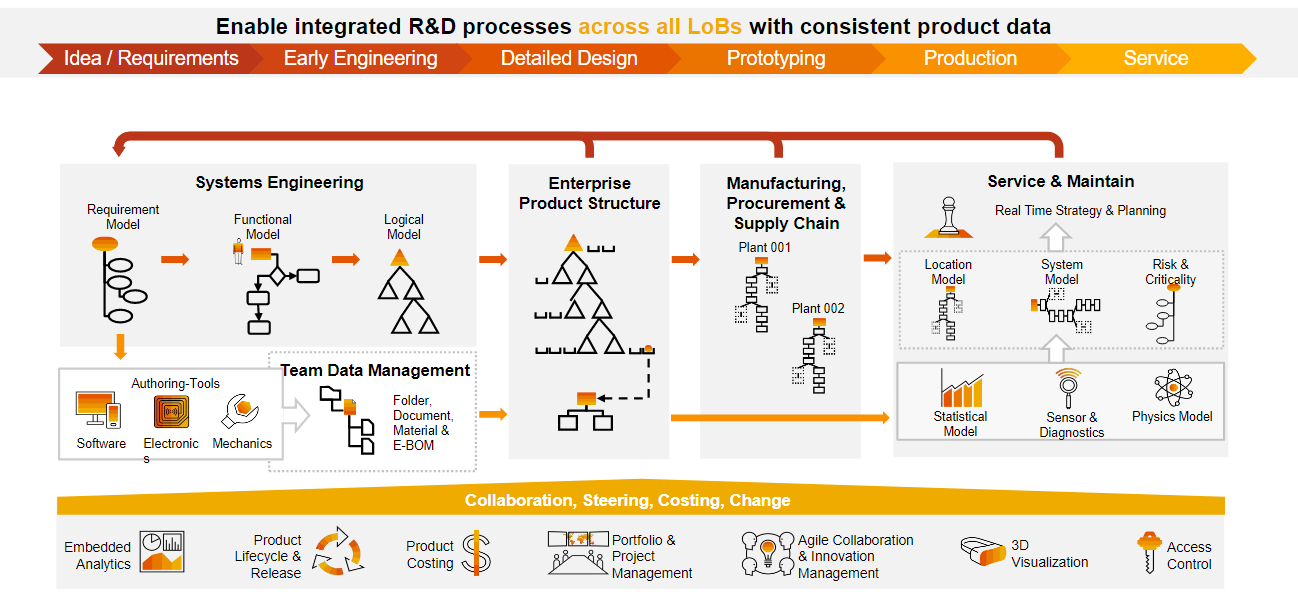 Enable integrated R&D processes across all LoBs with consistent product data
Idea / Requirements
Early Engineering
Detailed Design
Prototyping
Production
Service
Systems Engineering
Requirement
Model
Functional
Model
Logical
Model
Enterprise
Product Structure
Manufacturing,
Procurement &
Supply Chain
Plant 001
Plant 002
Service & Maintain
Real Time Strategy & Planning
Location
Model
System
Model
Risk &
Criticality
Authoring-Tools
Software
Electronic
s
Mechanics
Team Data Management
Folder,
Document,
Material &
E-BOM
Statistical
Model
Sensor &
Diagnostics
Physics Model
Collaboration, Steering, Costing, Change
Embedded
Analytics
Product
Lifecycle &
Release
Product
Costing
Portfolio &
Project
Management
Agile Collaboration
& Innovation
Management
3D
Visualization
Access
Control